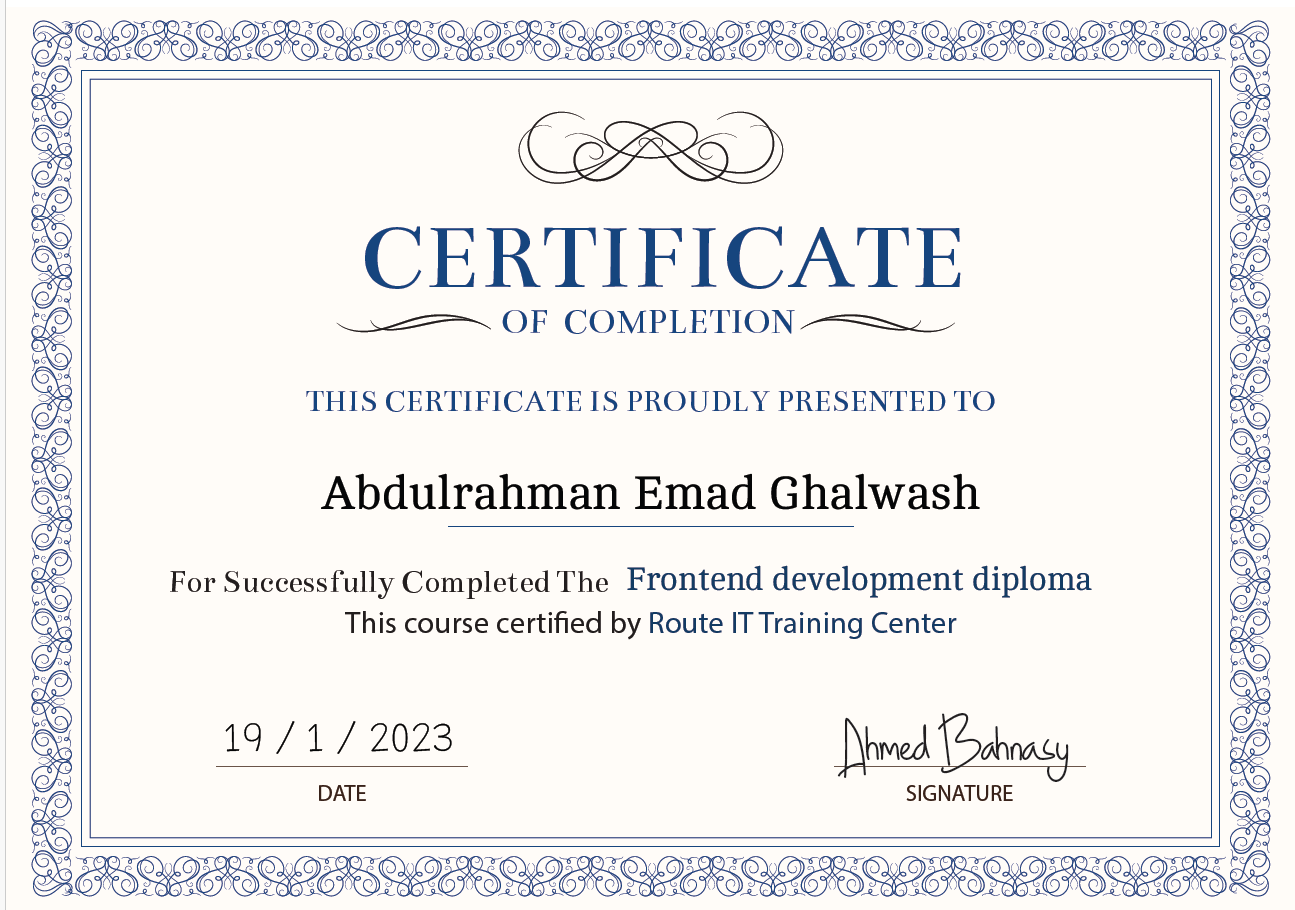 CERTIFICATE
OF COMPLETION
THIS CERTIFICATE IS PROUDLY PRESENTED TO
Abdulrahman Emad Ghalwash
For Successfully Completed The Frontend development diploma
This course certified by Route IT Training Center
19 / 1 / 2023
Ahmed Bahnasy
DATE
SIGNATURE